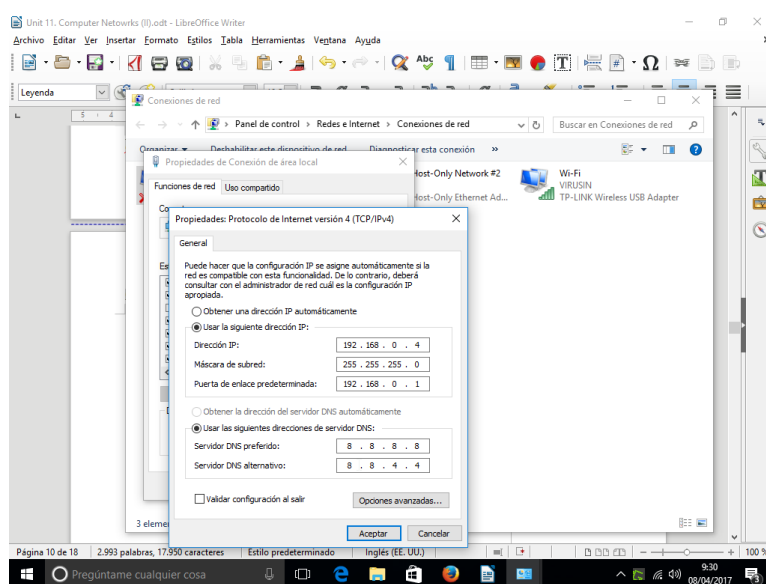 Unit 11. Computer Netowrks (II).odt - LibreOffice Writer
Archivo Editar Ver Insertar Formato Estilos Tabla Herramientas Ventana Ayuda
Abc
Leyenda
5 4
Conexiones de red
Panel de control > Redes e Internet > Conexiones de red
Buscar en Conexiones de red
Organizar Deshabilitar este dispositivo de red Diagnosticar esta conexión »
Propiedades de Conexión de área local
Host-Only Network #2
Wi-Fi
VIRUSIN
Host-Only Ethernet Ad...
TP-LINK Wireless USB Adapter
Funciones de red Uso compartido
Propiedades: Protocolo de Internet versión 4 (TCP/IPv4)
General
Puede hacer que la configuración IP se asigne automáticamente si la
red es compatible con esta funcionalidad. De lo contrario, deberá
consultar con el administrador de red cuál es la configuración IP
apropiada.
Obtener una dirección IP automáticamente
Usar la siguiente dirección IP:
Dirección IP: 192 . 168 . 0 . 4
Máscara de subred: 255 . 255 . 255 . 0
Puerta de enlace predeterminada: 192 . 168 . 0 . 1
Obtener la dirección del servidor DNS automáticamente
Usar las siguientes direcciones de servidor DNS:
Servidor DNS preferido: 8 . 8 . 8 . 8
Servidor DNS alternativo: 8 . 8 . 4 . 4
Validar configuración al salir
Opciones avanzadas...
Aceptar Cancelar
3 eleme
Página 10 de 18 2.993 palabras, 17.950 caracteres Estilo predeterminado Inglés (EE. UU.) 100 %
Pregúntame cualquier cosa
9:30
08/04/2017